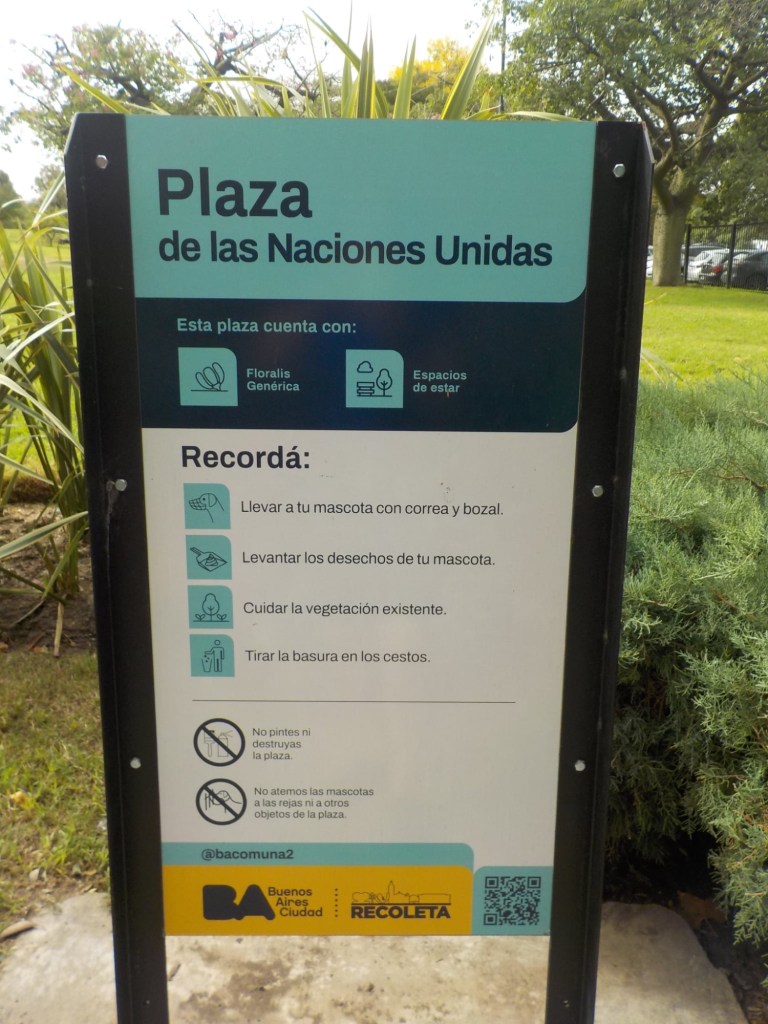 Plaza
de las Naciones Unidas
Esta plaza cuenta con:
Floralis
Genérica
Espacios
de estar
Recordá:
Llevar a tu mascota con correa y bozal.
Levantar los desechos de tu mascota.
Cuidar la vegetación existente.
Tirar la basura en los cestos.
No pintes ni
destruyas
la plaza.
No atemos las mascotas
a las rejas ni a otros
objetos de la plaza.
@bacomuna2
BA Buenos
Aires
Ciudad
RECOLETA